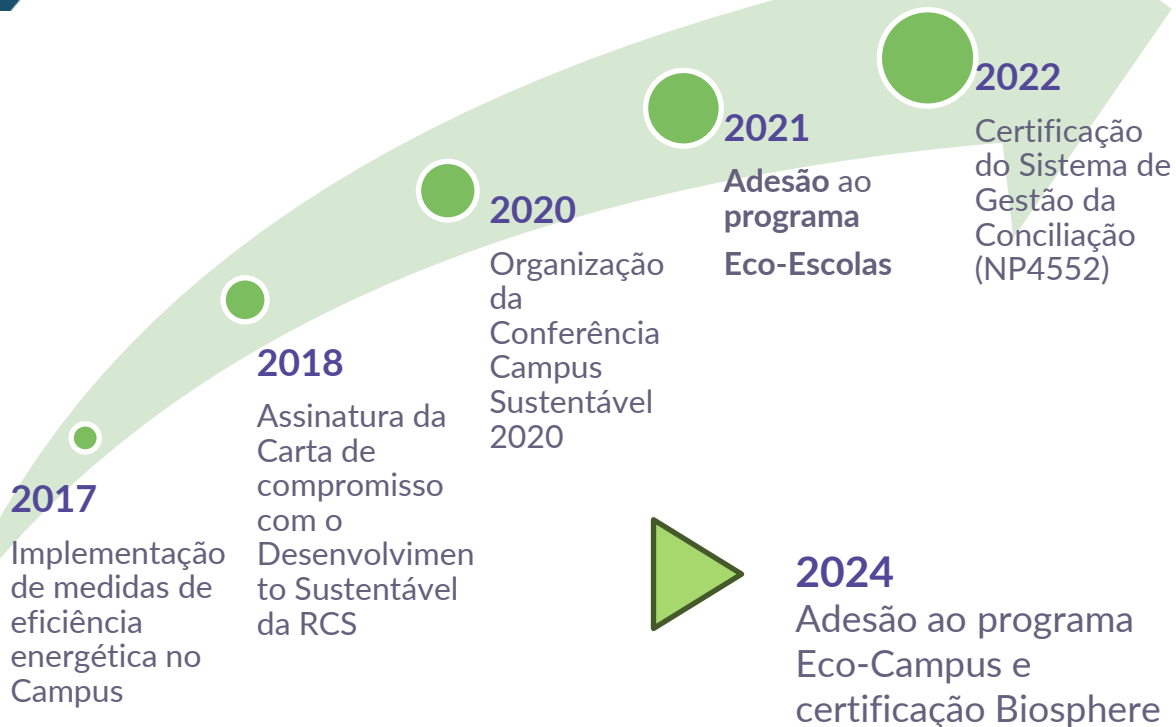 2017
Implementação
de medidas de
eficiência
energética no
Campus
2018
Assinatura da
Carta de
compromisso
com o
Desenvolvimen
to Sustentável
da RCS
2020
Organização
da
Conferência
Campus
Sustentável
2020
2021
Adesão ao
programa
Eco-Escolas
2022
Certificação
do Sistema de
Gestão da
Conciliação
(NP4552)
2024
Adesão ao programa
Eco-Campus e
certificação Biosphere